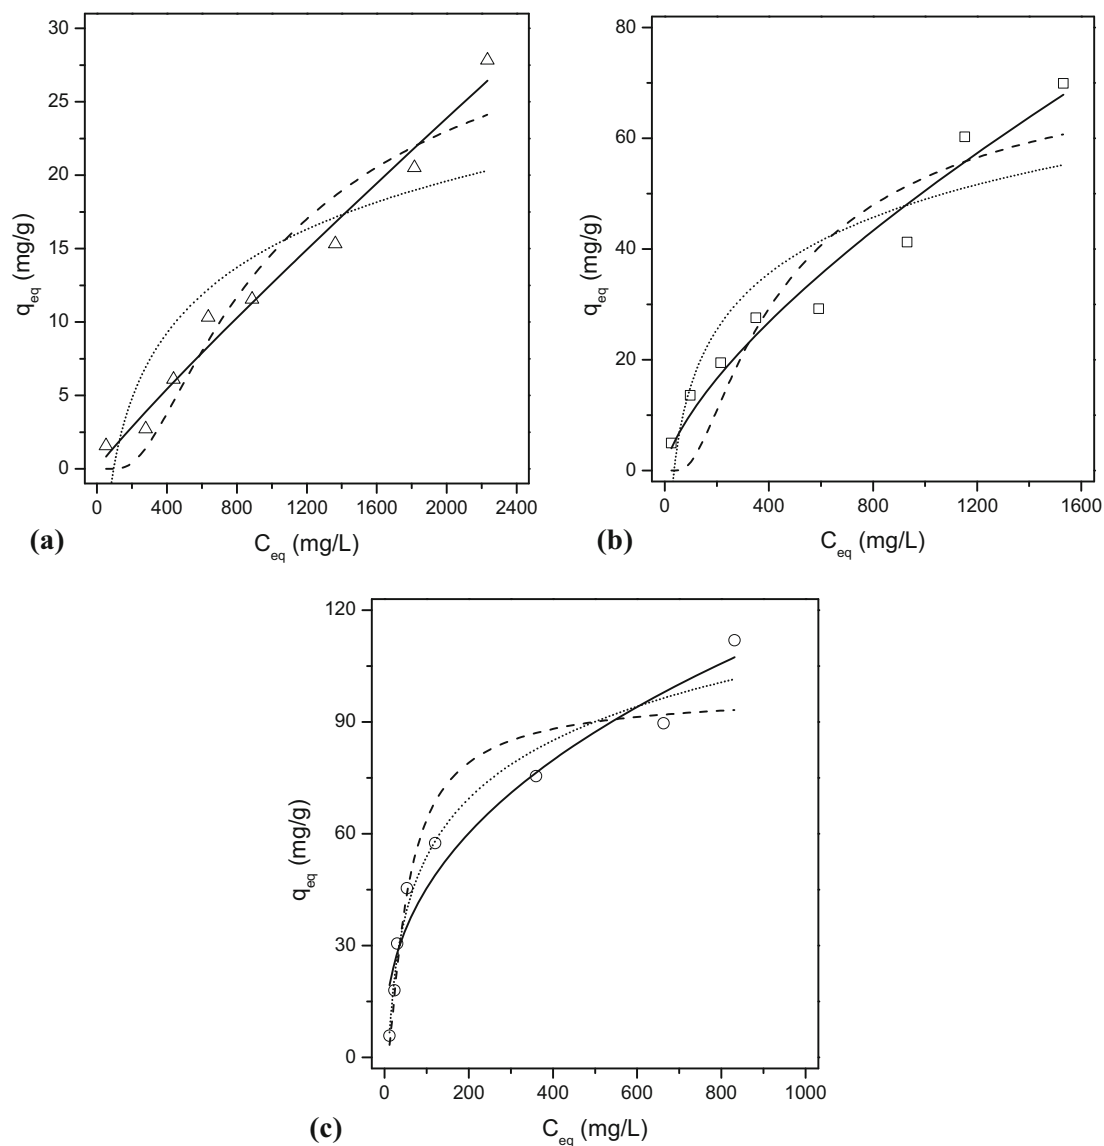 30
25
20
15
10
5
0
q_eq (mg/g)
0 400 800 1200 1600 2000 2400
C_eq (mg/L)
(a)
80
60
40
20
0
q_eq (mg/g)
0 400 800 1200 1600
C_eq (mg/L)
(b)
120
90
60
30
0
q_eq (mg/g)
0 200 400 600 800 1000
C_eq (mg/L)
(c)